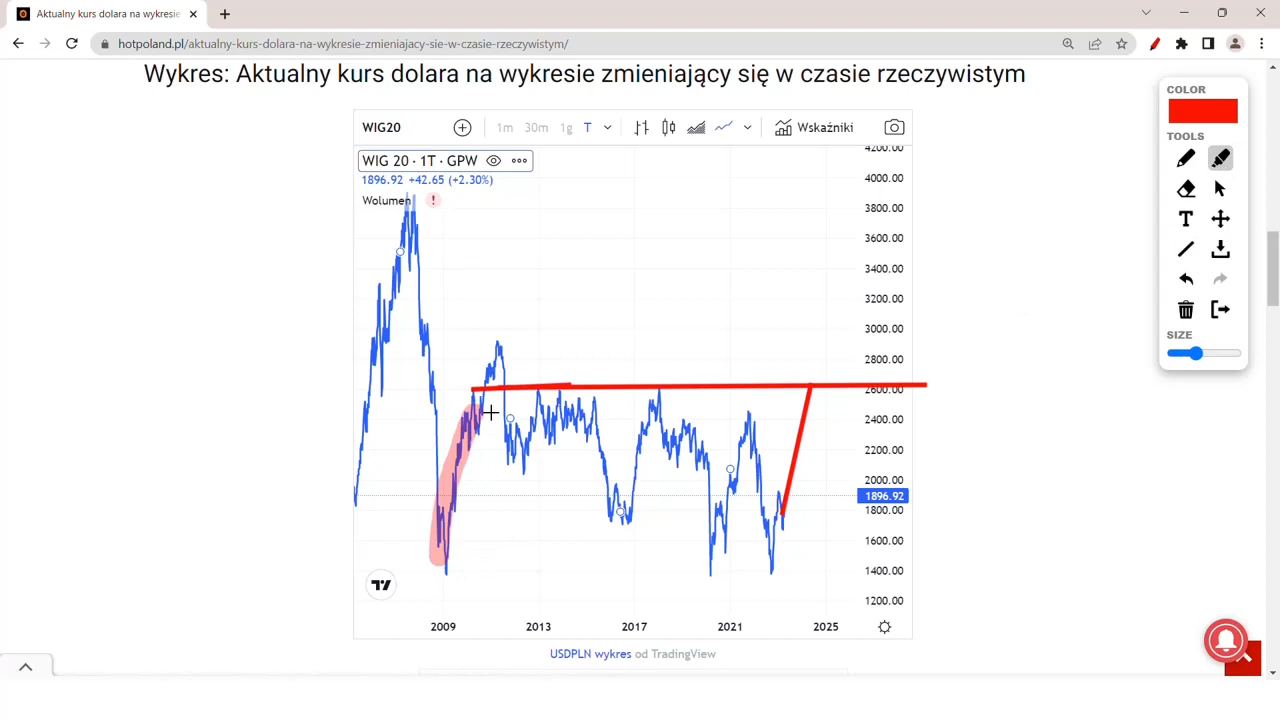 Aktualny kurs dolara na wykresie
hotpoland.pl/aktualny-kurs-dolara-na-wykresie-zmieniajacy-sie-w-czasie-rzeczywistym/
Wykres: Aktualny kurs dolara na wykresie zmieniający się w czasie rzeczywistym
WIG20 1m 30m 1g T Wskaźniki
WIG 20 · 1T · GPW
1896.92 +42.65 (+2.30%)
Wolumen !
4200.00
4000.00
3800.00
3600.00
3400.00
3200.00
3000.00
2800.00
2600.00
2400.00
2200.00
2000.00
1896.92
1800.00
1600.00
1400.00
1200.00
2009 2013 2017 2021 2025
USDPLN wykres od TradingView
COLOR
TOOLS
T
SIZE